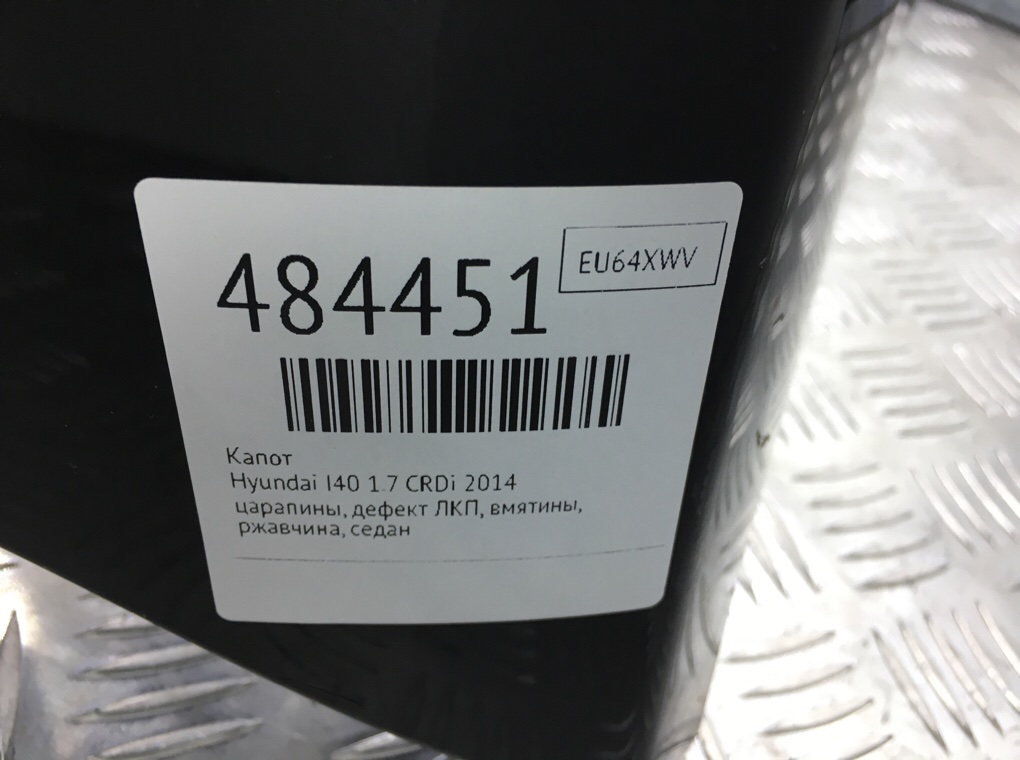 484451
EU64XWV
Капот
Hyundai I40 1.7 CRDi 2014
царапины, дефект ЛКП, вмятины,
ржавчина, седан